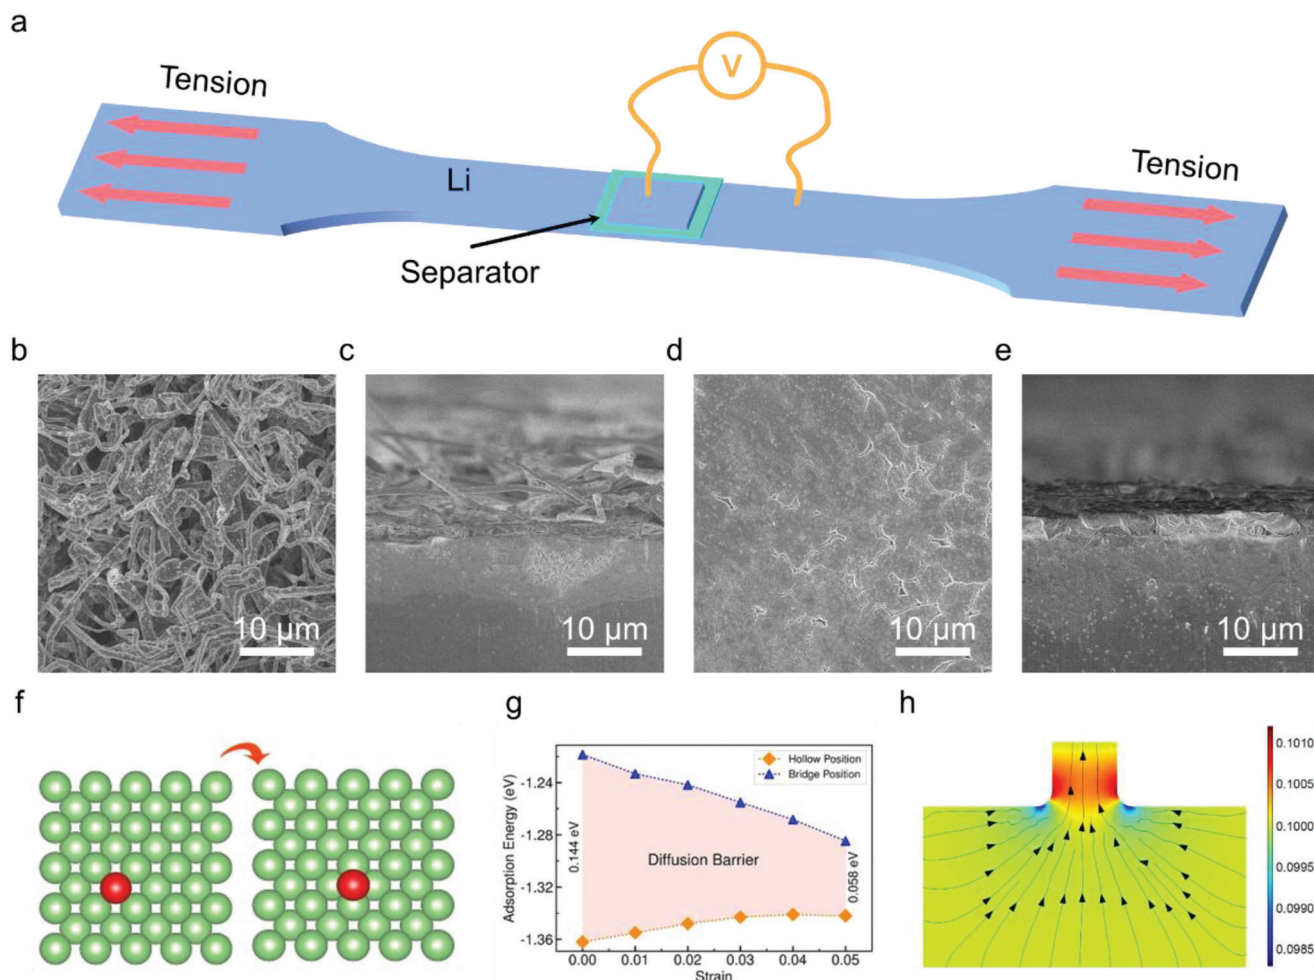 a
Tension
V
Li
Separator
Tension
b
c
d
e
10 µm
10 µm
10 µm
10 µm
f
g
h
Adsorption Energy (eV)
-1.24
-1.28
-1.32
-1.36
Hollow Position
Bridge Position
0.144 eV
Diffusion Barrier
0.058 eV
0.00 0.01 0.02 0.03 0.04 0.05
Strain
0.1010
0.1005
0.1000
0.0995
0.0990
0.0985